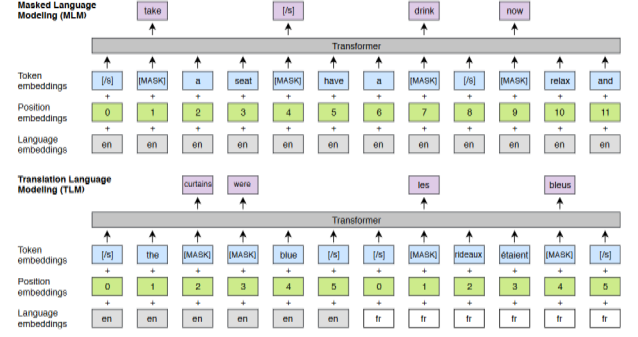 Masked Language
Modeling (MLM)
take [/s] drink now
Transformer
Token
embeddings
[/s] [MASK] a seat [MASK] have a [MASK] [/s] [MASK] relax and
+ + + + + + + + + + + +
Position
embeddings
0 1 2 3 4 5 6 7 8 9 10 11
+ + + + + + + + + + + +
Language
embeddings
en en en en en en en en en en en en
Translation Language
Modeling (TLM)
curtains were les bleus
Transformer
Token
embeddings
[/s] the [MASK] [MASK] blue [/s] [/s] [MASK] rideaux étaient [MASK] [/s]
+ + + + + + + + + + + +
Position
embeddings
0 1 2 3 4 5 0 1 2 3 4 5
+ + + + + + + + + + + +
Language
embeddings
en en en en en en fr fr fr fr fr fr